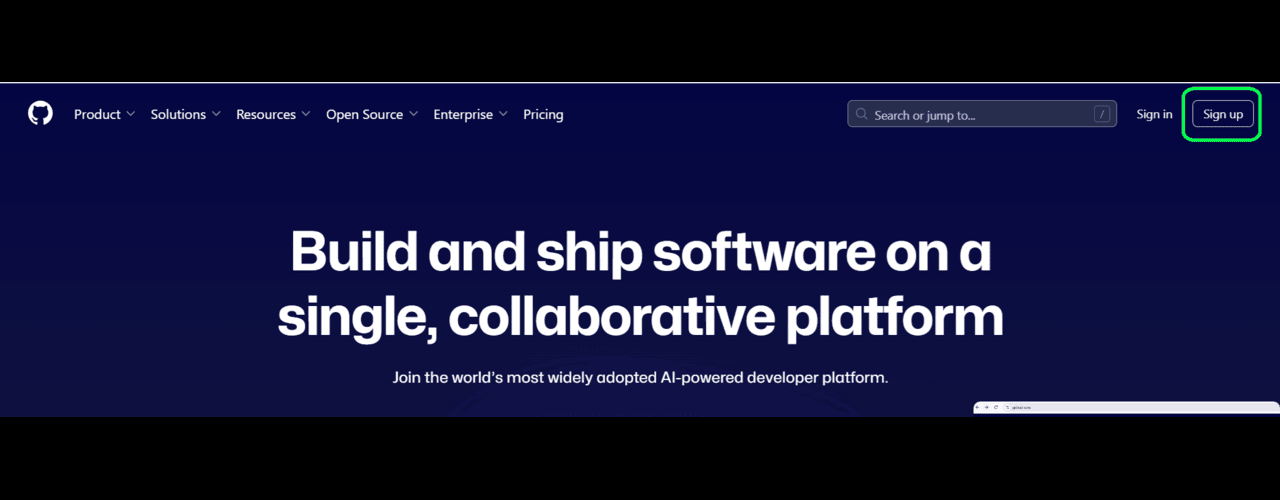 Product Solutions Resources Open Source Enterprise Pricing Search or jump to... / Sign in Sign up
Build and ship software on a
single, collaborative platform
Join the world's most widely adopted AI-powered developer platform.